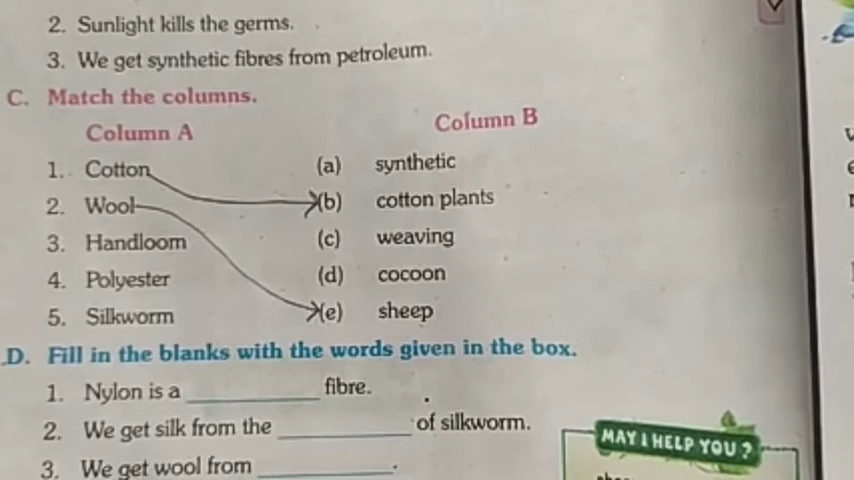 2. Sunlight kills the germs.
3. We get synthetic fibres from petroleum.
C. Match the columns.
Column A Column B
1. Cotton (a) synthetic
2. Wool (b) cotton plants
3. Handloom (c) weaving
4. Polyester (d) cocoon
5. Silkworm (e) sheep
D. Fill in the blanks with the words given in the box.
1. Nylon is a __________ fibre.
2. We get silk from the __________ of silkworm.
3. We get wool from __________.
MAY I HELP YOU ?